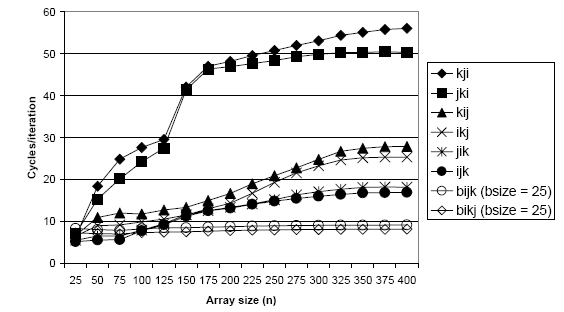 60
50
40
30
20
10
0
Cycles/iteration
25 50 75 100 125 150 175 200 225 250 275 300 325 350 375 400
Array size (n)
kji
jki
kij
ikj
jik
ijk
bijk (bsize = 25)
bikj (bsize = 25)